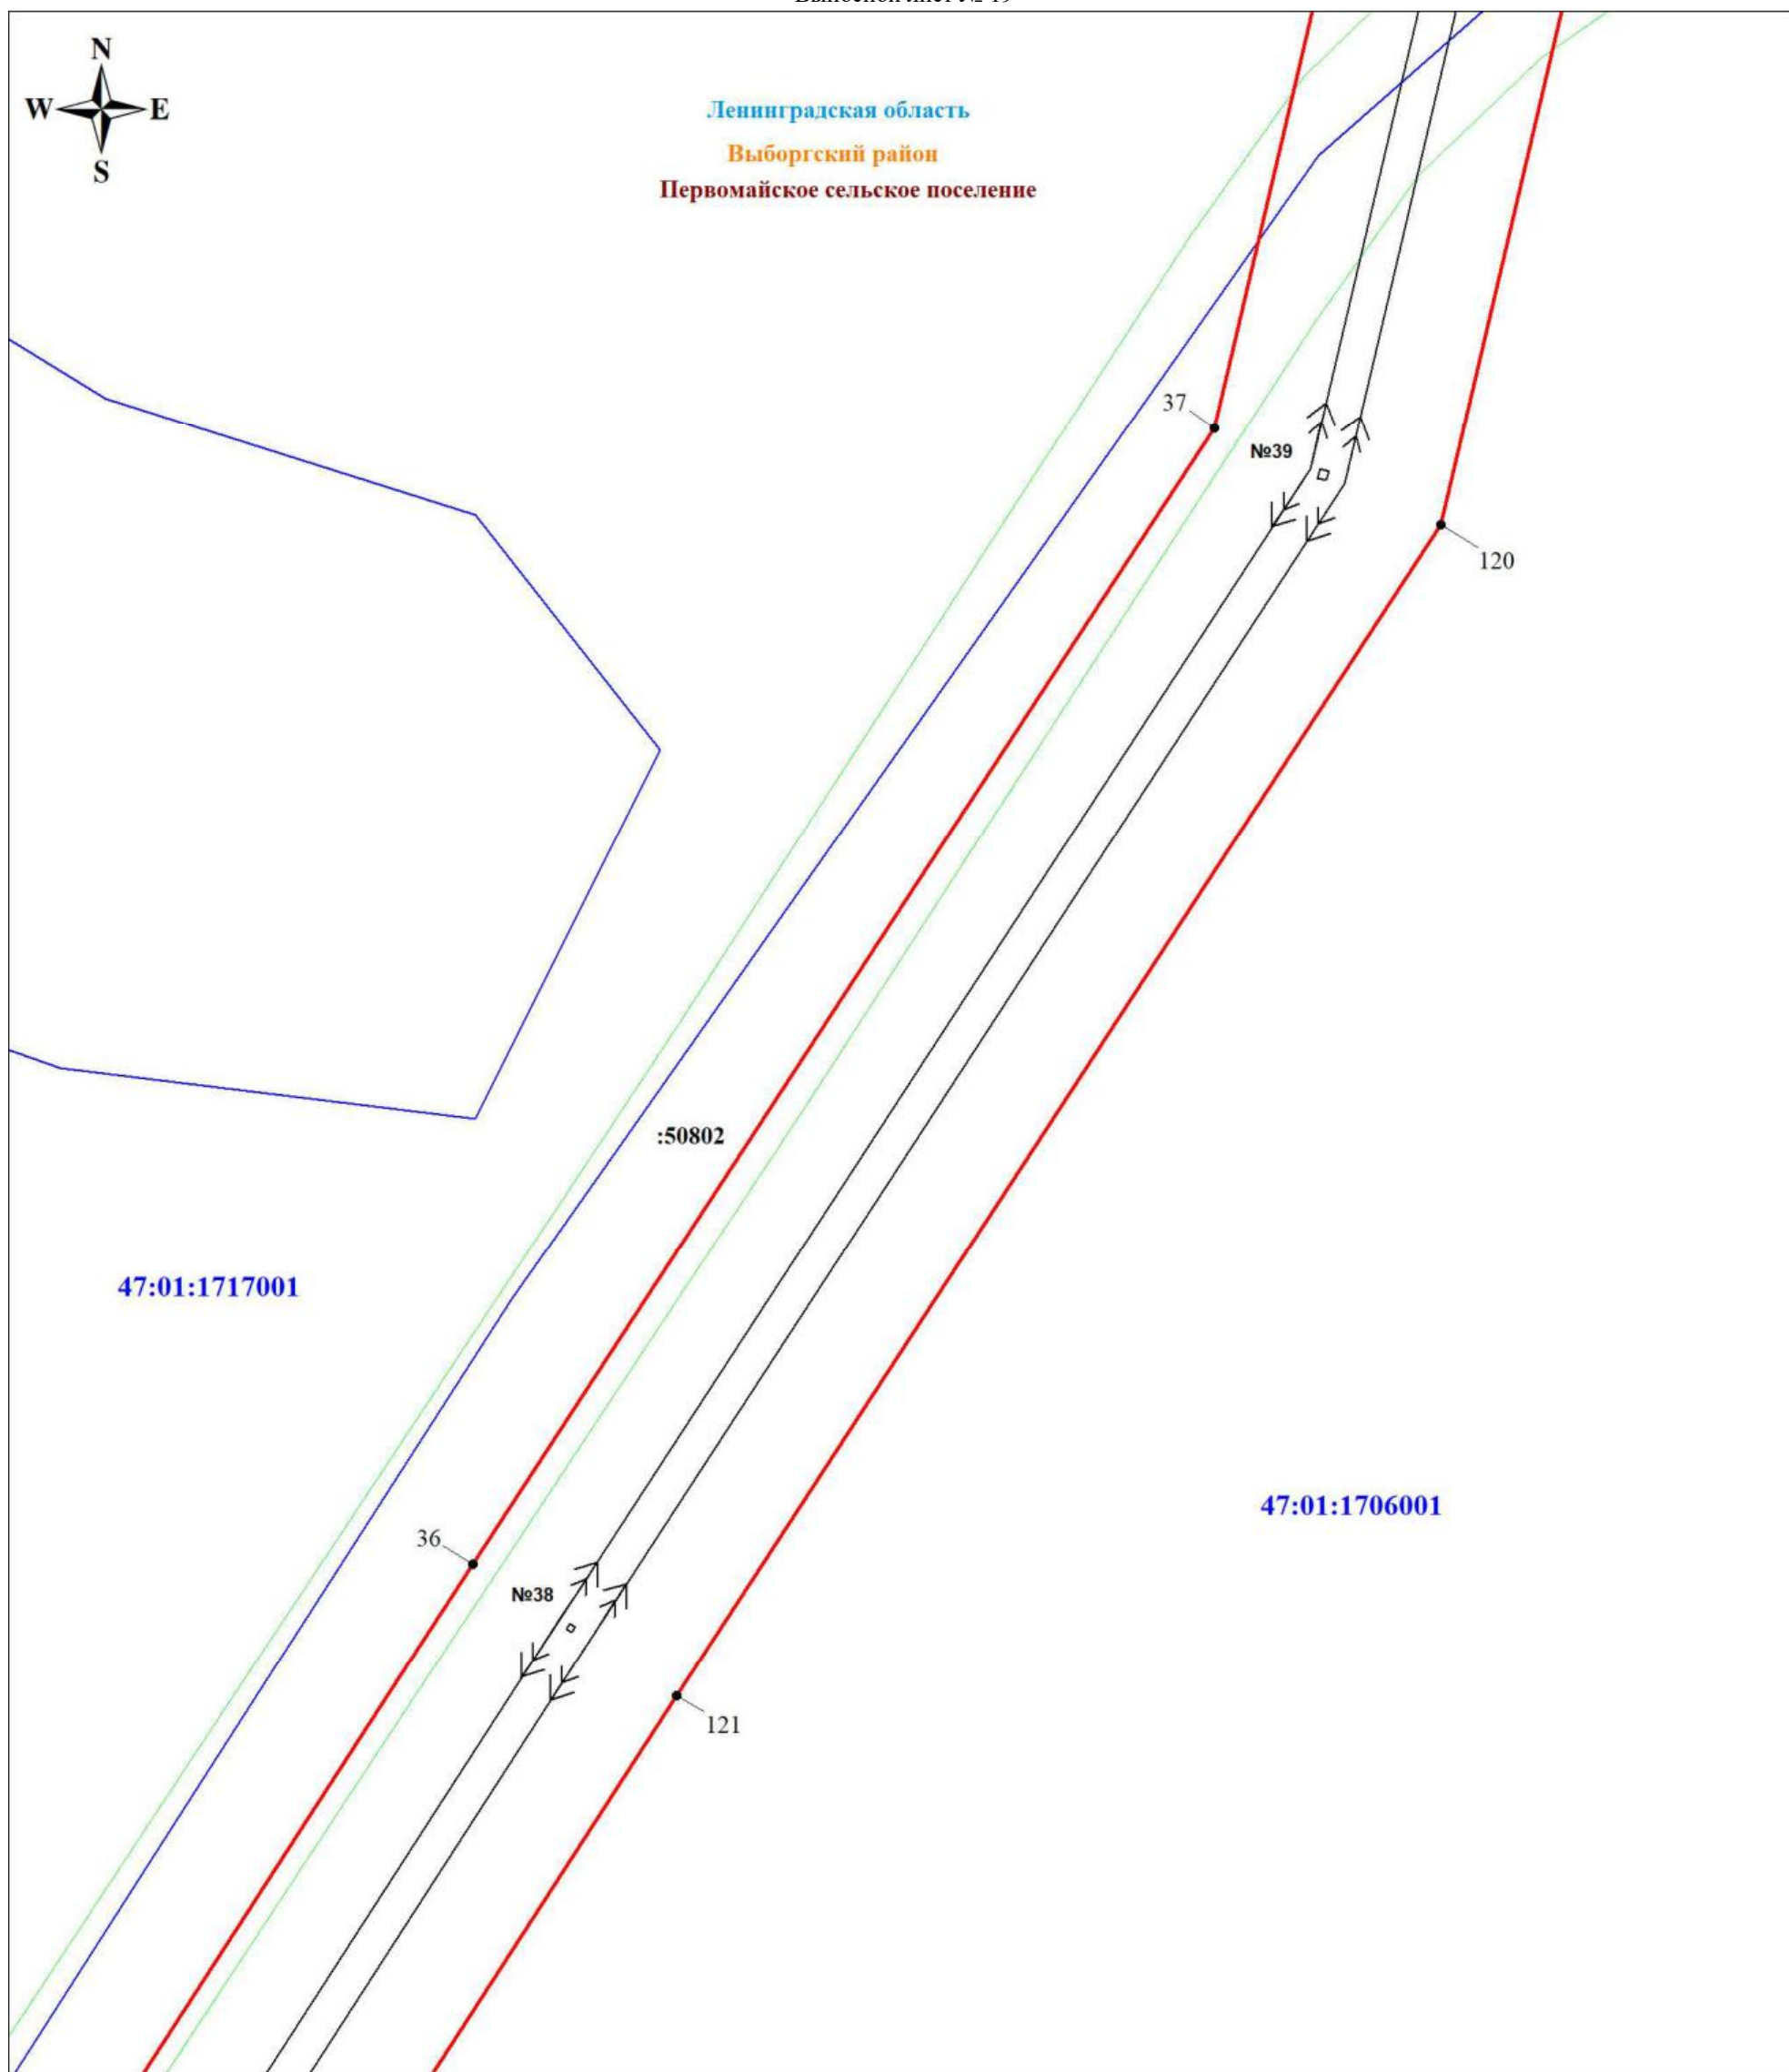 N
W E
S
Ленинградская область
Выборгский район
Первомайское сельское поселение
37
№39
120
:50802
47:01:1717001
47:01:1706001
36
№38
121